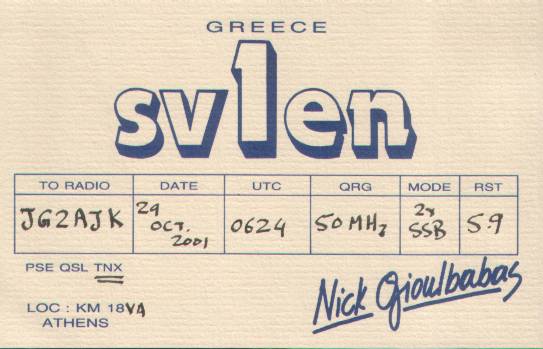 GREECE
sv1en
TO RADIO DATE UTC QRG MODE RST
JG2AJK 29 OCT. 2001 0624 50 MHz 2x SSB 5.9
PSE QSL TNX
LOC : KM 18VA
ATHENS
Nick Gioulbabas